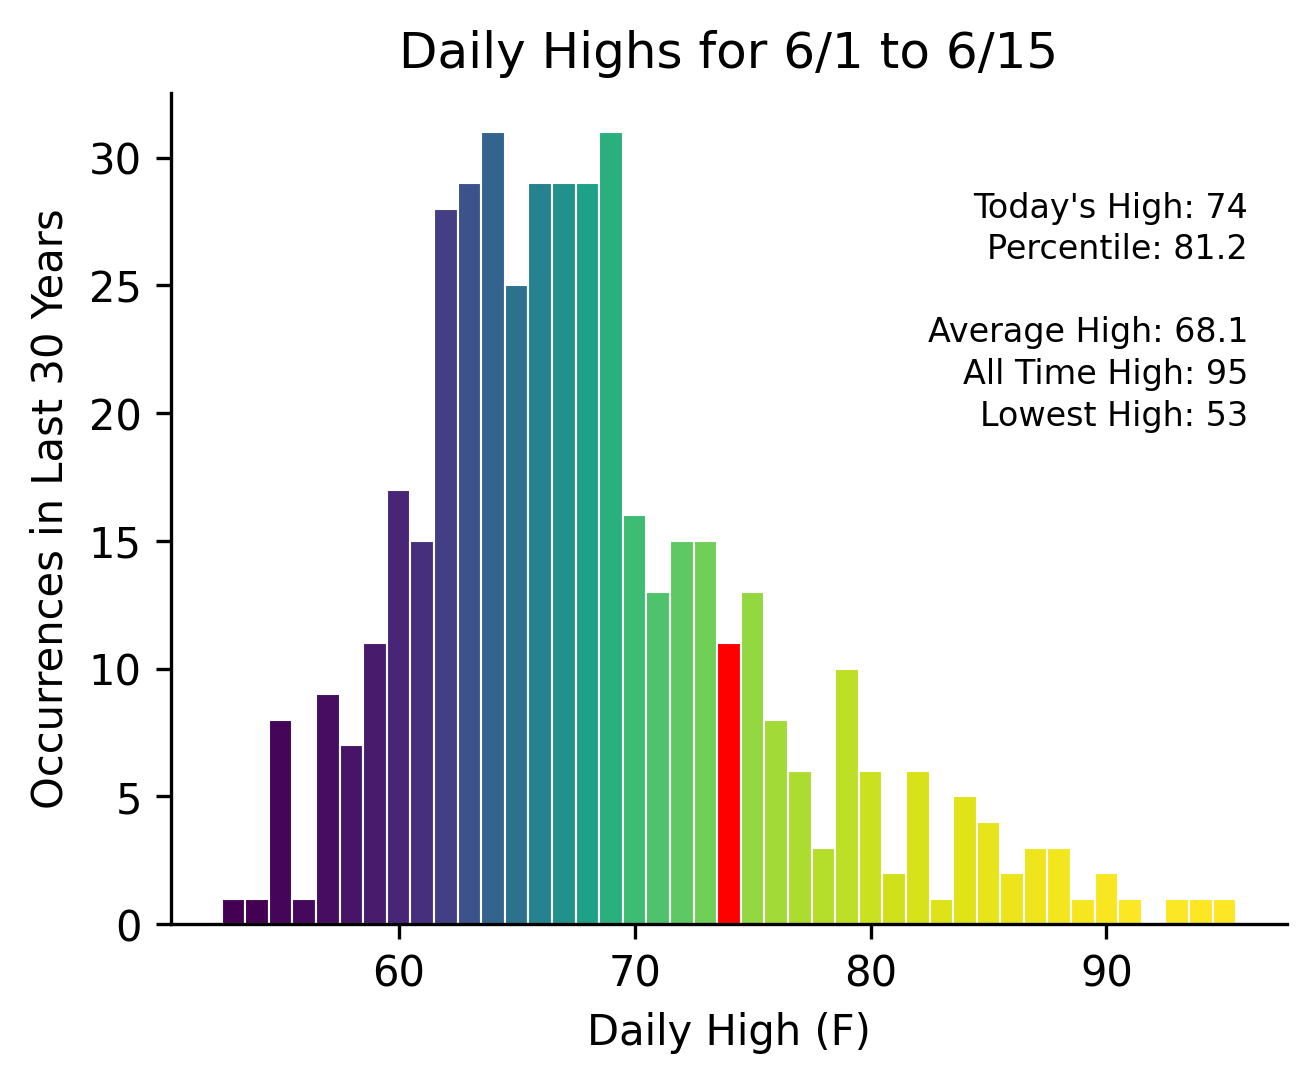 Daily Highs for 6/1 to 6/15
Occurrences in Last 30 Years
30
25
20
15
10
5
0
Today's High: 74
Percentile: 81.2
Average High: 68.1
All Time High: 95
Lowest High: 53
60 70 80 90
Daily High (F)